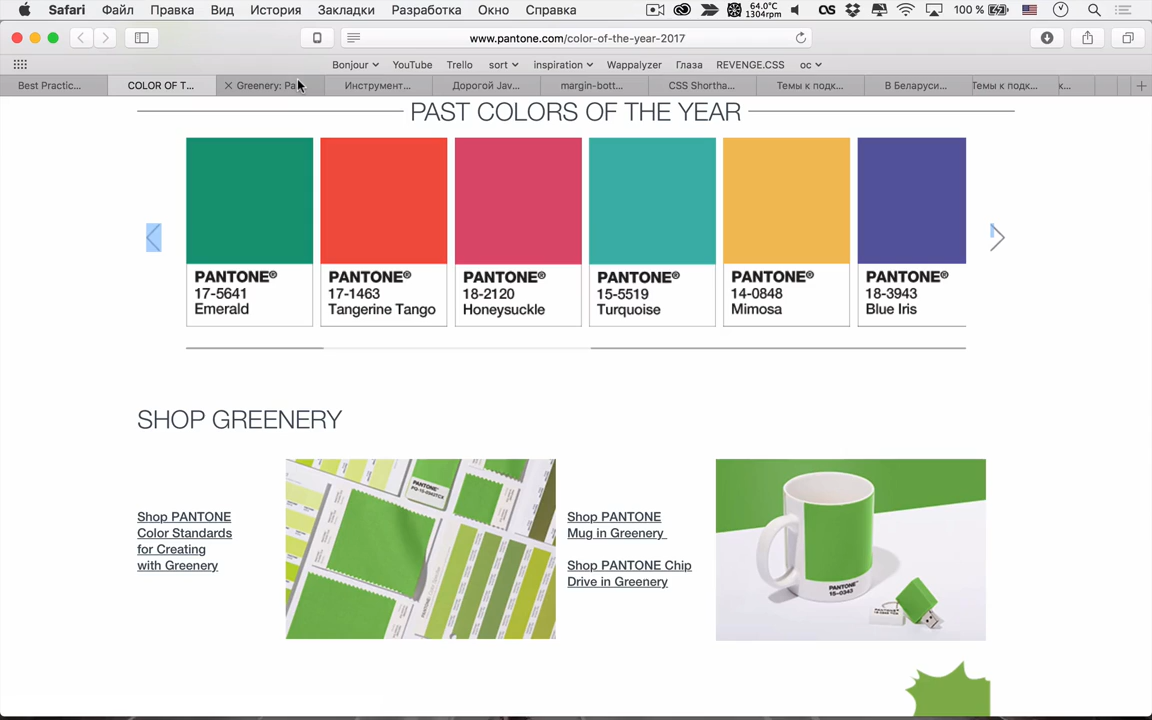 Safari Файл Правка Вид История Закладки Разработка Окно Справка 64.0°C 1304rpm 100 %
www.pantone.com/color-of-the-year-2017
Bonjour YouTube Trello sort inspiration Wappalyzer Глаза REVENGE.CSS ос
Best Practic... COLOR OF T... Greenery: Pa Инструмент... Дорогой Jav... margin-bott... CSS Shortha... Темы к подк... В Беларуси... Темы к подк... к...
PAST COLORS OF THE YEAR
PANTONE®
17-5641
Emerald
PANTONE®
17-1463
Tangerine Tango
PANTONE®
18-2120
Honeysuckle
PANTONE®
15-5519
Turquoise
PANTONE®
14-0848
Mimosa
PANTONE®
18-3943
Blue Iris
SHOP GREENERY
Shop PANTONE
Color Standards
for Creating
with Greenery
Shop PANTONE
Mug in Greenery
Shop PANTONE Chip
Drive in Greenery
PANTONE
15-0343